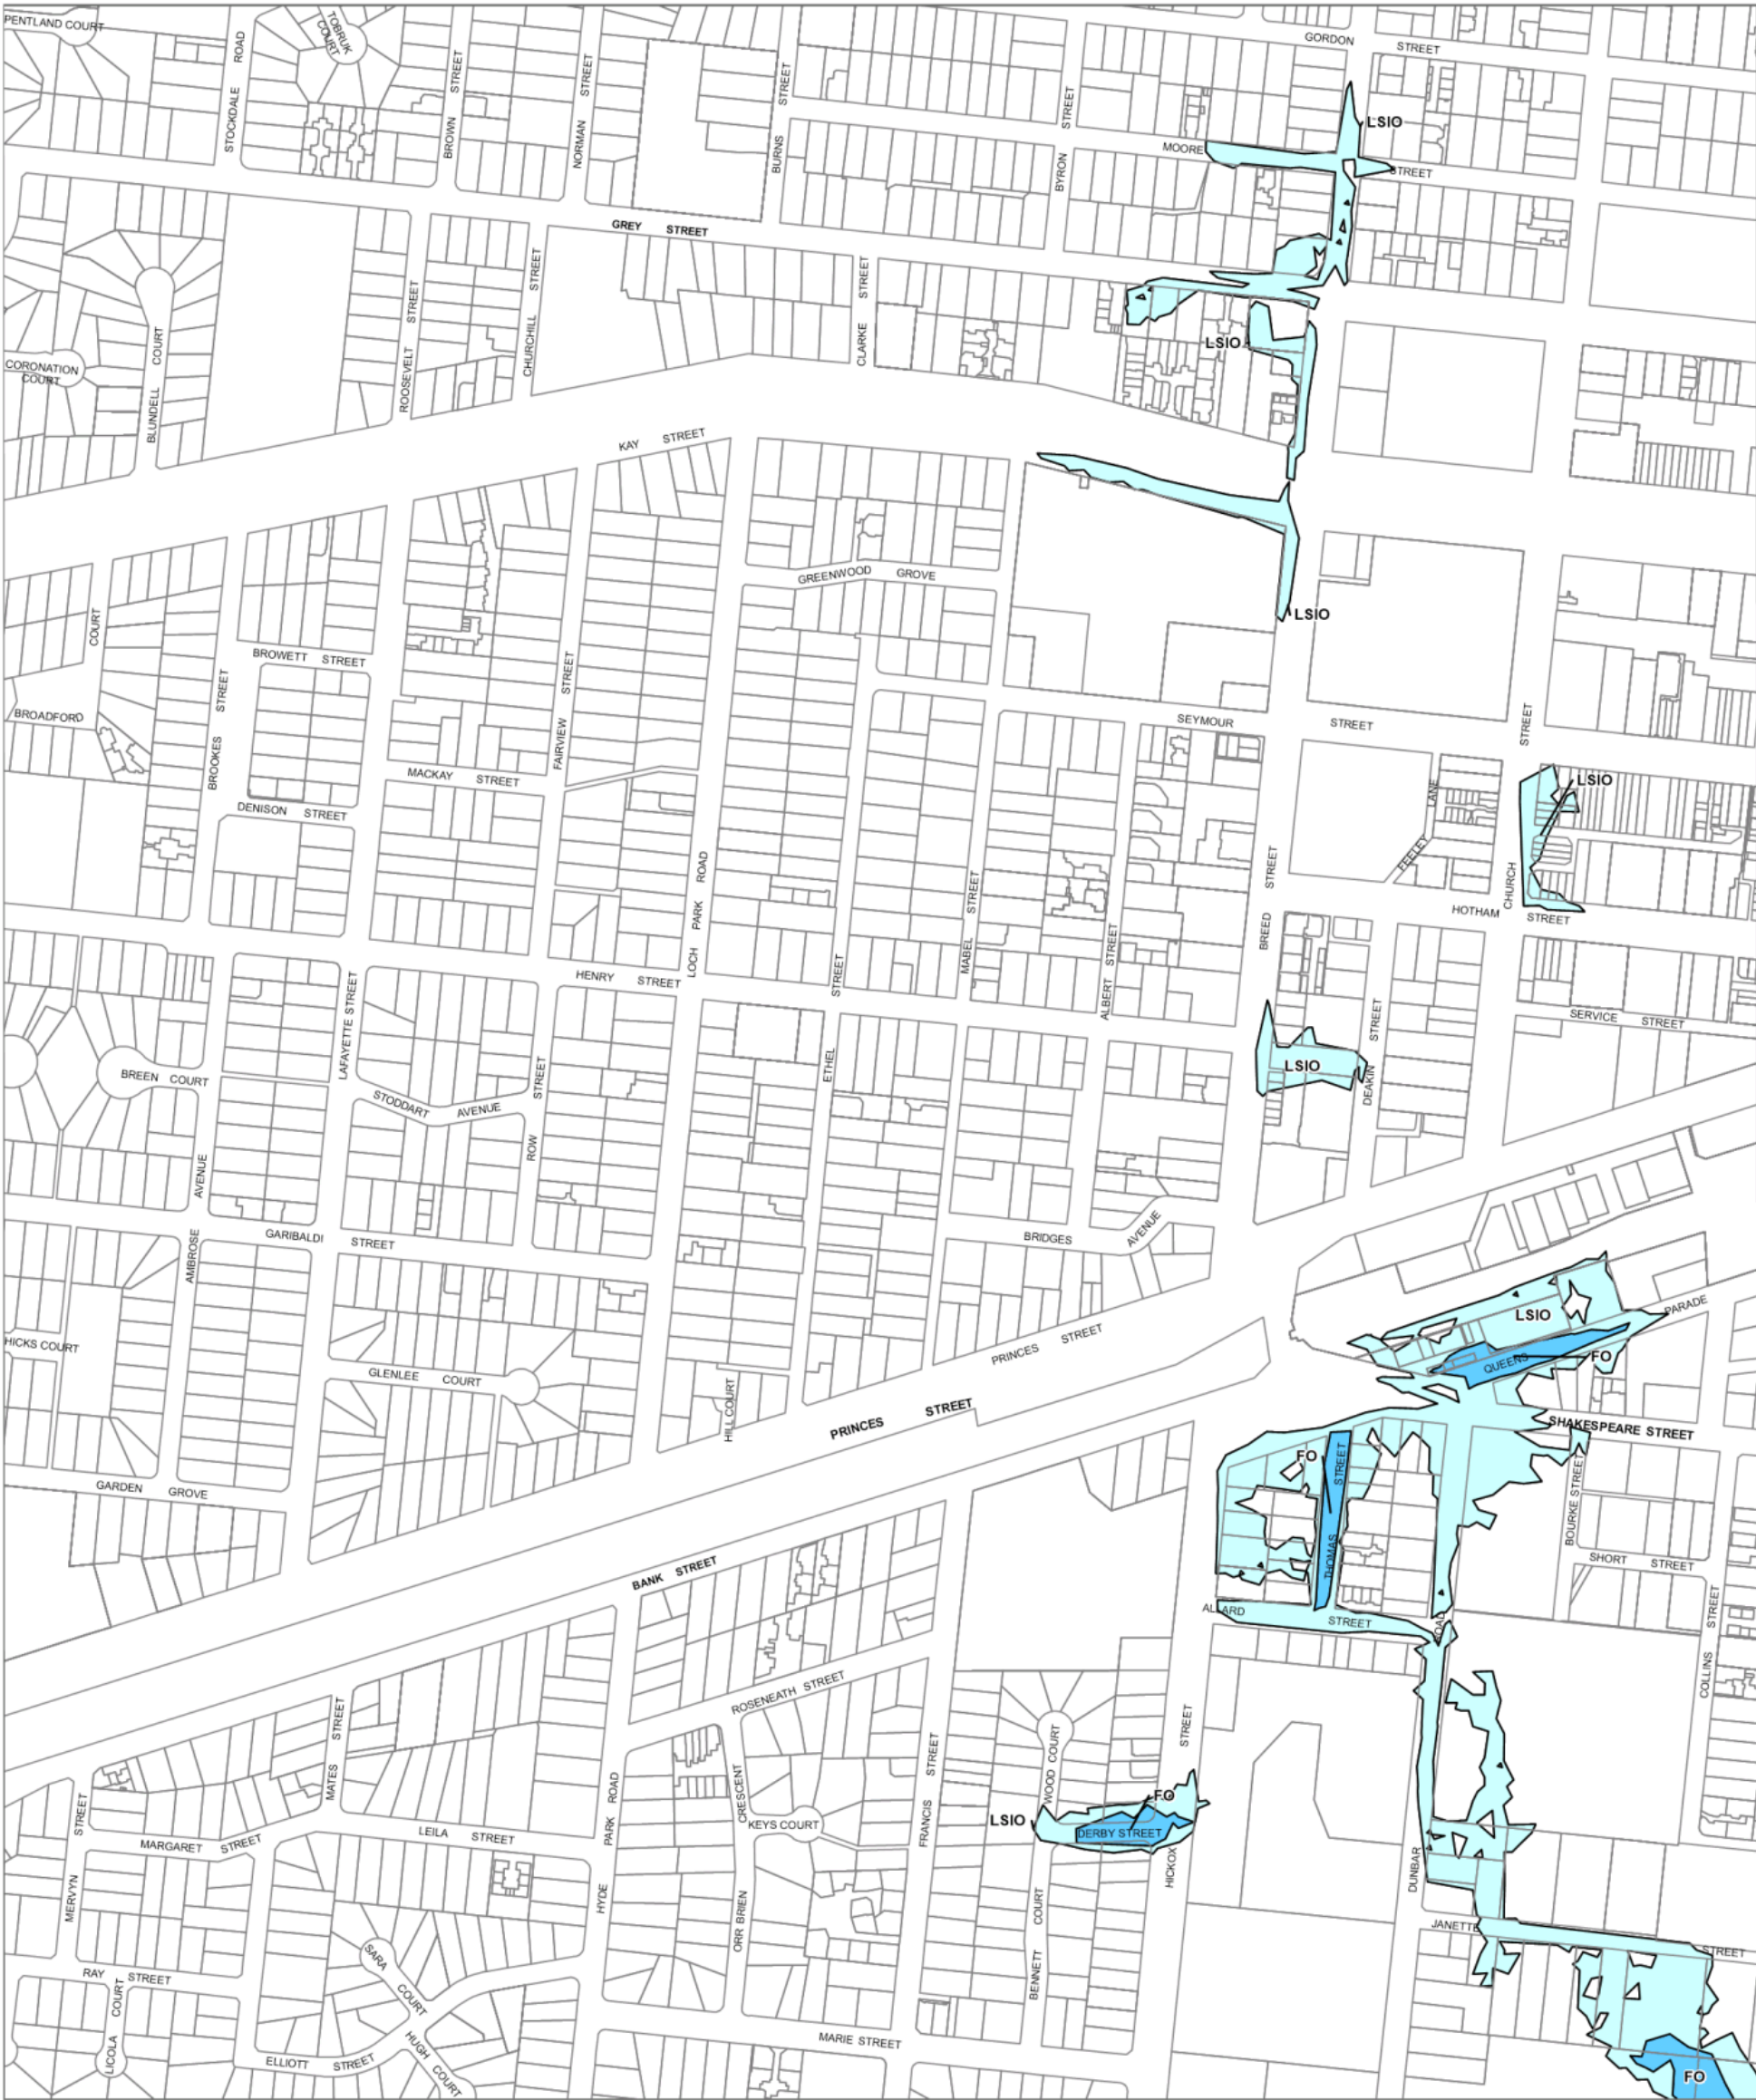 PENTLAND COURT
TOBRUK
COURT
STOCKDALE ROAD
BROWN STREET
NORMAN STREET
BURNS STREET
BYRON STREET
GORDON STREET
LSIO
MOORE STREET
GREY STREET
CLARKE STREET
CHURCHILL STREET
ROOSEVELT STREET
BLUNDELL COURT
CORONATION
COURT
LSIO
KAY STREET
GREENWOOD GROVE
LSIO
COURT
BROWETT STREET
BROADFORD
BROOKES STREET
FAIRVIEW STREET
SEYMOUR STREET
CHURCH STREET
MACKAY STREET
DENISON STREET
LSIO
FEELEY LANE
LOCH PARK ROAD
MABEL STREET
ALBERT STREET
BREED STREET
HOTHAM STREET
HENRY STREET
ETHEL STREET
LAFAYETTE STREET
SERVICE STREET
DEAKIN STREET
LSIO
BREEN COURT
STODDART AVENUE
ROW STREET
AMBROSE AVENUE
GARIBALDI STREET
BRIDGES AVENUE
PARADE
LSIO
QUEENS
FO
HICKS COURT
GLENLEE COURT
PRINCES STREET
HILL COURT
PRINCES STREET
SHAKESPEARE STREET
FO
THOMAS STREET
BOURKE STREET
GARDEN GROVE
BANK STREET
SHORT STREET
ALLARD STREET
ROAD
COLLINS STREET
ROSENEATH STREET
MATES STREET
HYDE PARK ROAD
FRANCIS STREET
WOOD COURT
HICKOX STREET
FO
LSIO
DERBY STREET
MERVYN STREET
MARGARET STREET
LEILA STREET
ORR BRIEN CRESCENT
KEYS COURT
DUNBAR
BENNETT COURT
JANETTE STREET
SARA COURT
RAY STREET
LICOLA COURT
ELLIOTT STREET
HUGH COURT
MARIE STREET
FO